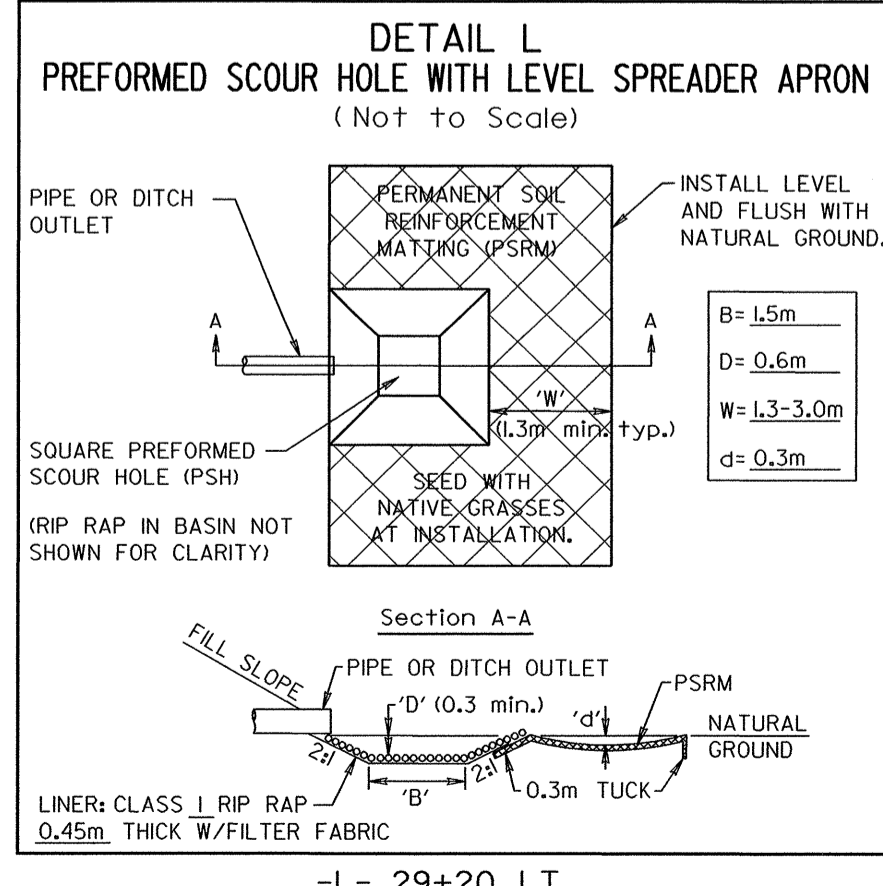 DETAIL L
PREFORMED SCOUR HOLE WITH LEVEL SPREADER APRON
(Not to Scale)
PIPE OR DITCH
OUTLET
PERMANENT SOIL
REINFORCEMENT
MATTING (PSRM)
INSTALL LEVEL
AND FLUSH WITH
NATURAL GROUND.
A
A
B= 1.5m
D= 0.6m
W= 1.3-3.0m
d= 0.3m
'W'
(1.3m min. typ.)
SQUARE PREFORMED
SCOUR HOLE (PSH)
(RIP RAP IN BASIN NOT
SHOWN FOR CLARITY)
SEED WITH
NATIVE GRASSES
AT INSTALLATION.
Section A-A
FILL SLOPE
PIPE OR DITCH OUTLET
'D' (0.3 min.)
'd'
PSRM
NATURAL
GROUND
2:1
2:1
'B'
0.3m TUCK
LINER: CLASS I RIP RAP
0.45m THICK W/FILTER FABRIC
-L- 29+20 LT